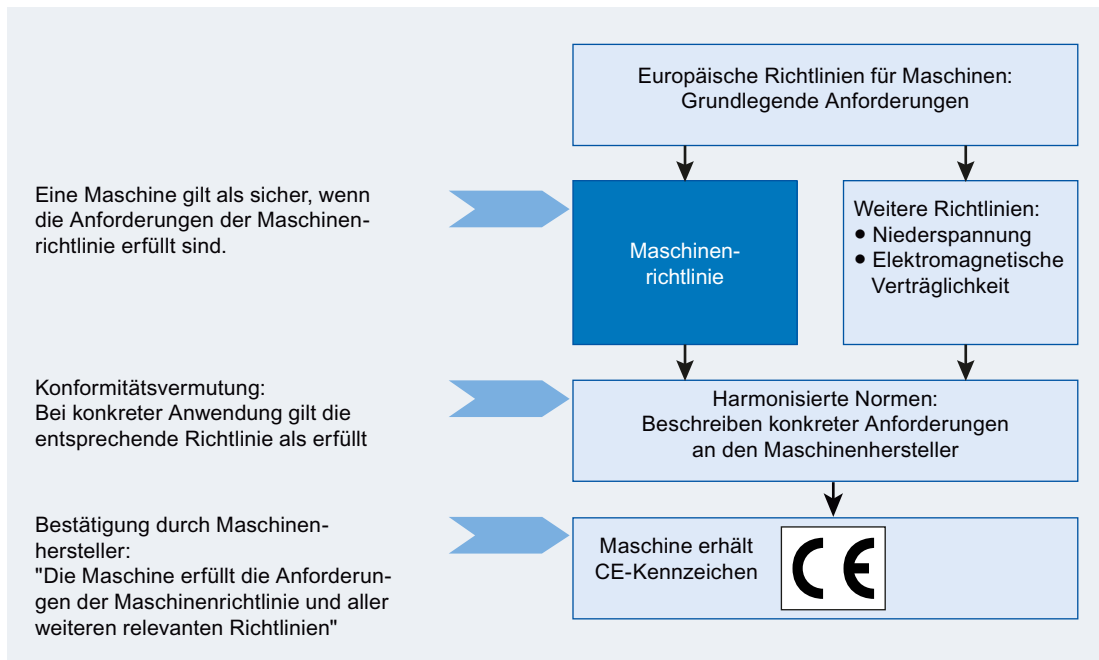 Europäische Richtlinien für Maschinen:
Grundlegende Anforderungen
Eine Maschine gilt als sicher, wenn
die Anforderungen der Maschinen-
richtlinie erfüllt sind.
Maschinen-
richtlinie
Weitere Richtlinien:
● Niederspannung
● Elektromagnetische
Verträglichkeit
Konformitätsvermutung:
Bei konkreter Anwendung gilt die
entsprechende Richtlinie als erfüllt
Harmonisierte Normen:
Beschreiben konkreter Anforderungen
an den Maschinenhersteller
Bestätigung durch Maschinen-
hersteller:
"Die Maschine erfüllt die Anforderun-
gen der Maschinenrichtlinie und aller
weiteren relevanten Richtlinien"
Maschine erhält
CE-Kennzeichen
CE